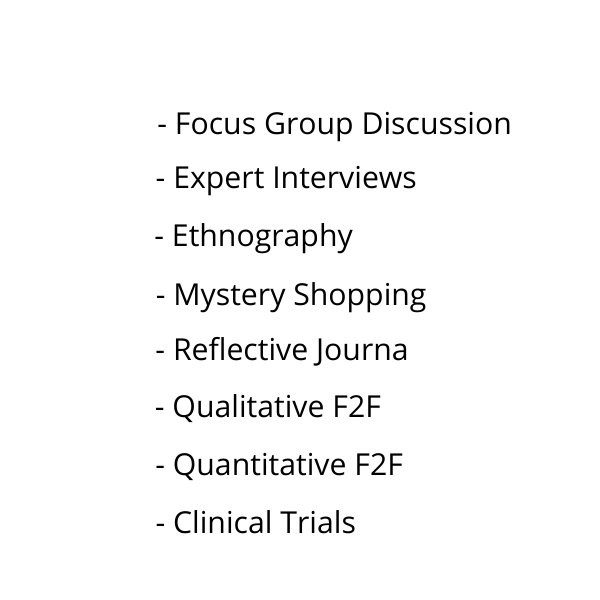 - Focus Group Discussion
- Expert Interviews
- Ethnography
- Mystery Shopping
- Reflective Journa
- Qualitative F2F
- Quantitative F2F
- Clinical Trials